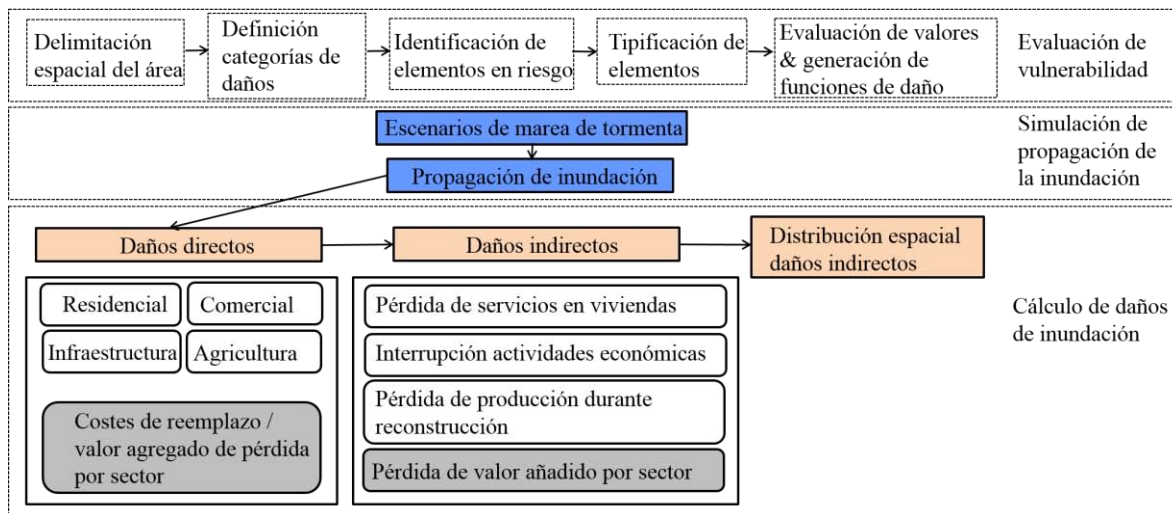 Delimitación
espacial del área
Definición
categorías de
daños
Identificación de
elementos en riesgo
Tipificación de
elementos
Evaluación de valores
& generación de
funciones de daño
Evaluación de
vulnerabilidad
Escenarios de marea de tormenta
Propagación de inundación
Simulación de
propagación de
la inundación
Daños directos
Daños indirectos
Distribución espacial
daños indirectos
Residencial
Comercial
Infraestructura
Agricultura
Costes de reemplazo /
valor agregado de pérdida
por sector
Pérdida de servicios en viviendas
Interrupción actividades económicas
Pérdida de producción durante
reconstrucción
Pérdida de valor añadido por sector
Cálculo de daños
de inundación